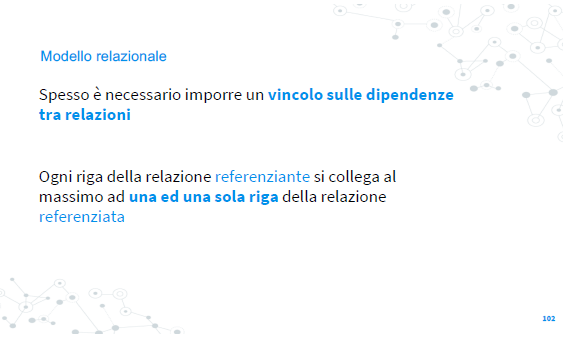 Modello relazionale
Spesso è necessario imporre un vincolo sulle dipendenze
tra relazioni
Ogni riga della relazione referenziante si collega al
massimo ad una ed una sola riga della relazione
referenziata
102